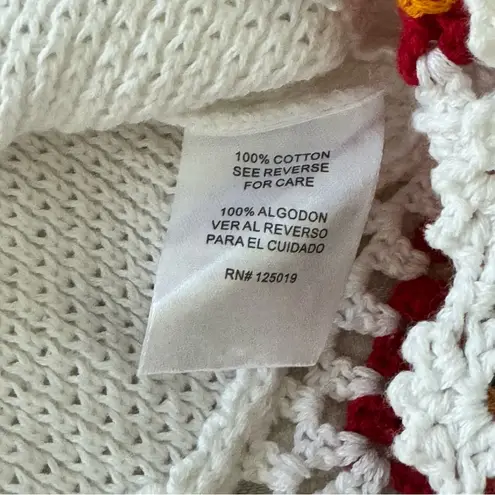 100% COTTON
SEE REVERSE
FOR CARE
100% ALGODON
VER AL REVERSO
PARA EL CUIDADO
RN# 125019